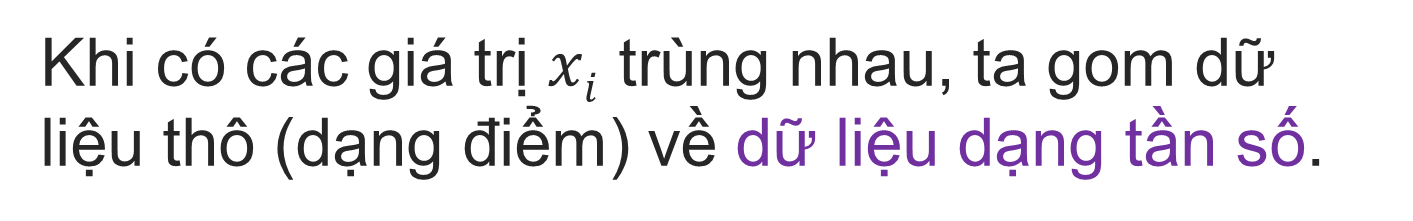 Khi có các giá trị xᵢ trùng nhau, ta gom dữ
liệu thô (dạng điểm) về dữ liệu dạng tần số.